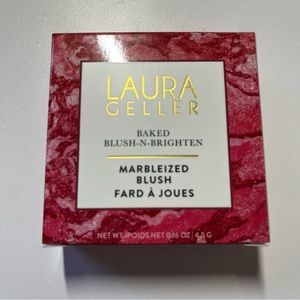 LAURA
GELLER
BAKED
BLUSH-N-BRIGHTEN
MARBLEIZED
BLUSH
FARD À JOUES
NET WT./POIDS NET 0.16 OZ / 4.5 G